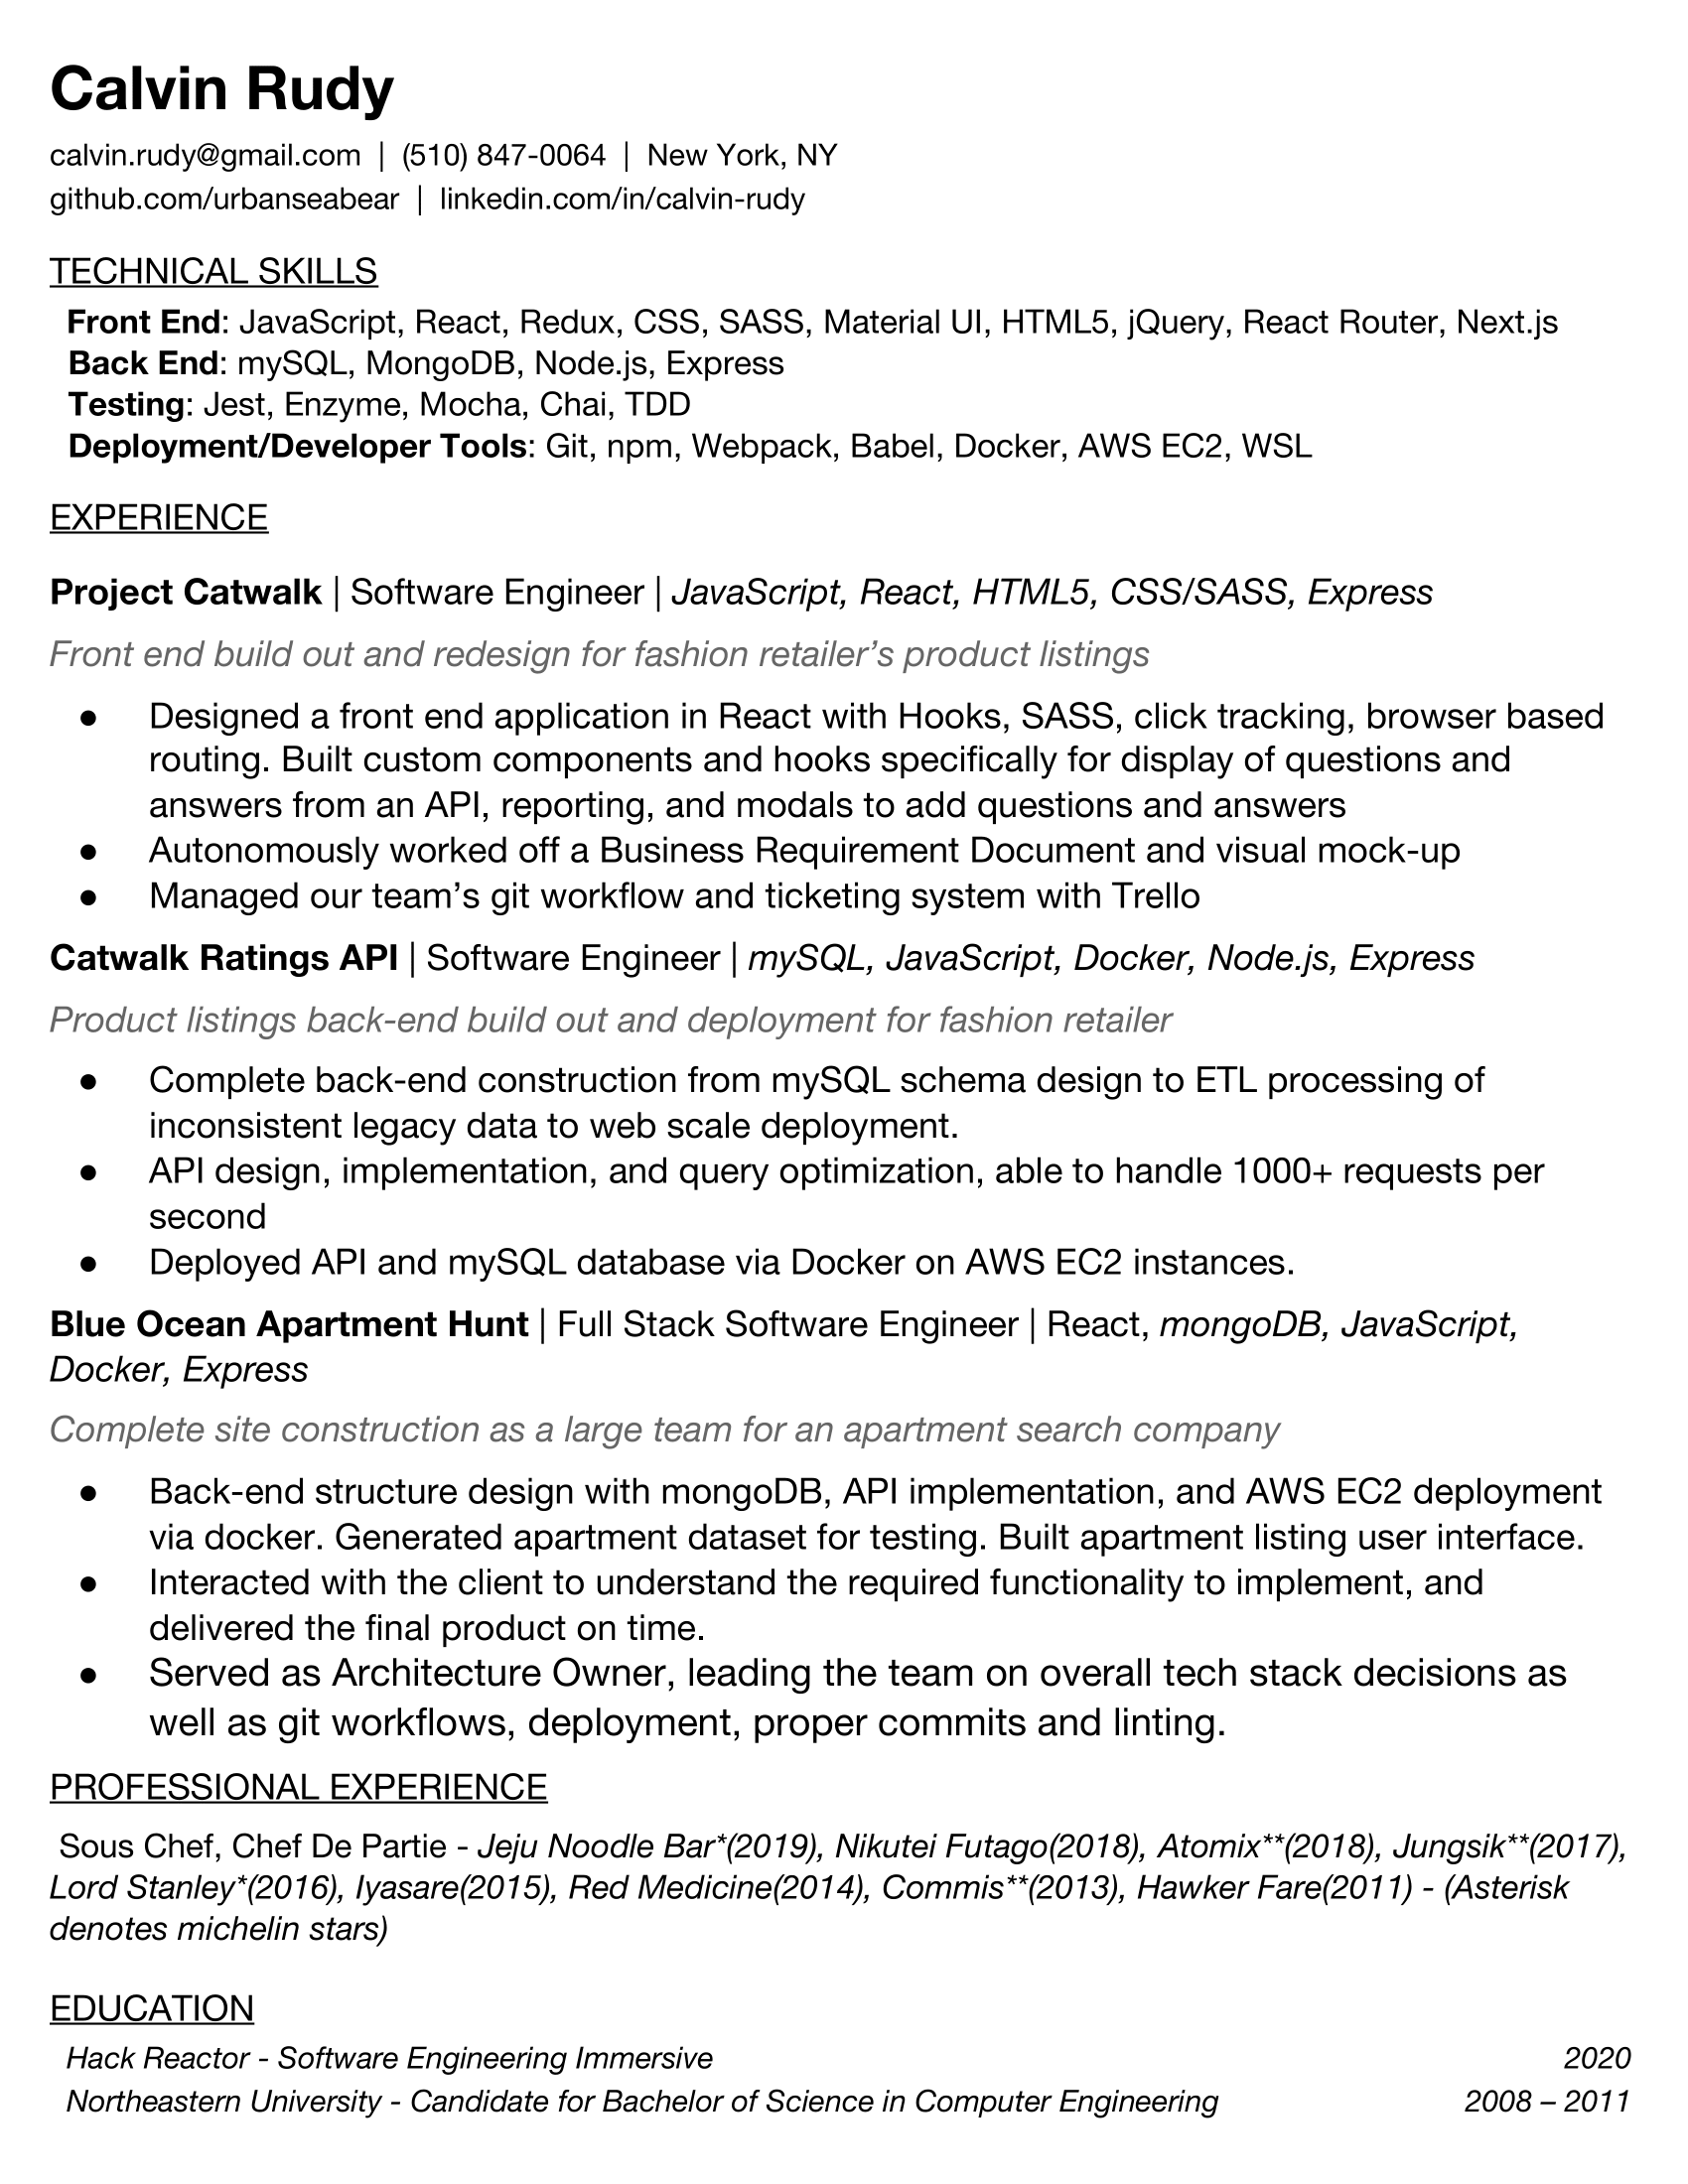 Calvin Rudy
calvin.rudy@gmail.com | (510) 847-0064 | New York, NY
github.com/urbanseabear | linkedin.com/in/calvin-rudy
TECHNICAL SKILLS
Front End: JavaScript, React, Redux, CSS, SASS, Material UI, HTML5, jQuery, React Router, Next.js
Back End: mySQL, MongoDB, Node.js, Express
Testing: Jest, Enzyme, Mocha, Chai, TDD
Deployment/Developer Tools: Git, npm, Webpack, Babel, Docker, AWS EC2, WSL
EXPERIENCE
Project Catwalk | Software Engineer | JavaScript, React, HTML5, CSS/SASS, Express
Front end build out and redesign for fashion retailer’s product listings
● Designed a front end application in React with Hooks, SASS, click tracking, browser based
routing. Built custom components and hooks specifically for display of questions and
answers from an API, reporting, and modals to add questions and answers
● Autonomously worked off a Business Requirement Document and visual mock-up
● Managed our team’s git workflow and ticketing system with Trello
Catwalk Ratings API | Software Engineer | mySQL, JavaScript, Docker, Node.js, Express
Product listings back-end build out and deployment for fashion retailer
● Complete back-end construction from mySQL schema design to ETL processing of
inconsistent legacy data to web scale deployment.
● API design, implementation, and query optimization, able to handle 1000+ requests per
second
● Deployed API and mySQL database via Docker on AWS EC2 instances.
Blue Ocean Apartment Hunt | Full Stack Software Engineer | React, mongoDB, JavaScript,
Docker, Express
Complete site construction as a large team for an apartment search company
● Back-end structure design with mongoDB, API implementation, and AWS EC2 deployment
via docker. Generated apartment dataset for testing. Built apartment listing user interface.
● Interacted with the client to understand the required functionality to implement, and
delivered the final product on time.
● Served as Architecture Owner, leading the team on overall tech stack decisions as
well as git workflows, deployment, proper commits and linting.
PROFESSIONAL EXPERIENCE
Sous Chef, Chef De Partie - Jeju Noodle Bar*(2019), Nikutei Futago(2018), Atomix**(2018), Jungsik**(2017),
Lord Stanley*(2016), Iyasare(2015), Red Medicine(2014), Commis**(2013), Hawker Fare(2011) - (Asterisk
denotes michelin stars)
EDUCATION
Hack Reactor - Software Engineering Immersive 2020
Northeastern University - Candidate for Bachelor of Science in Computer Engineering 2008 – 2011